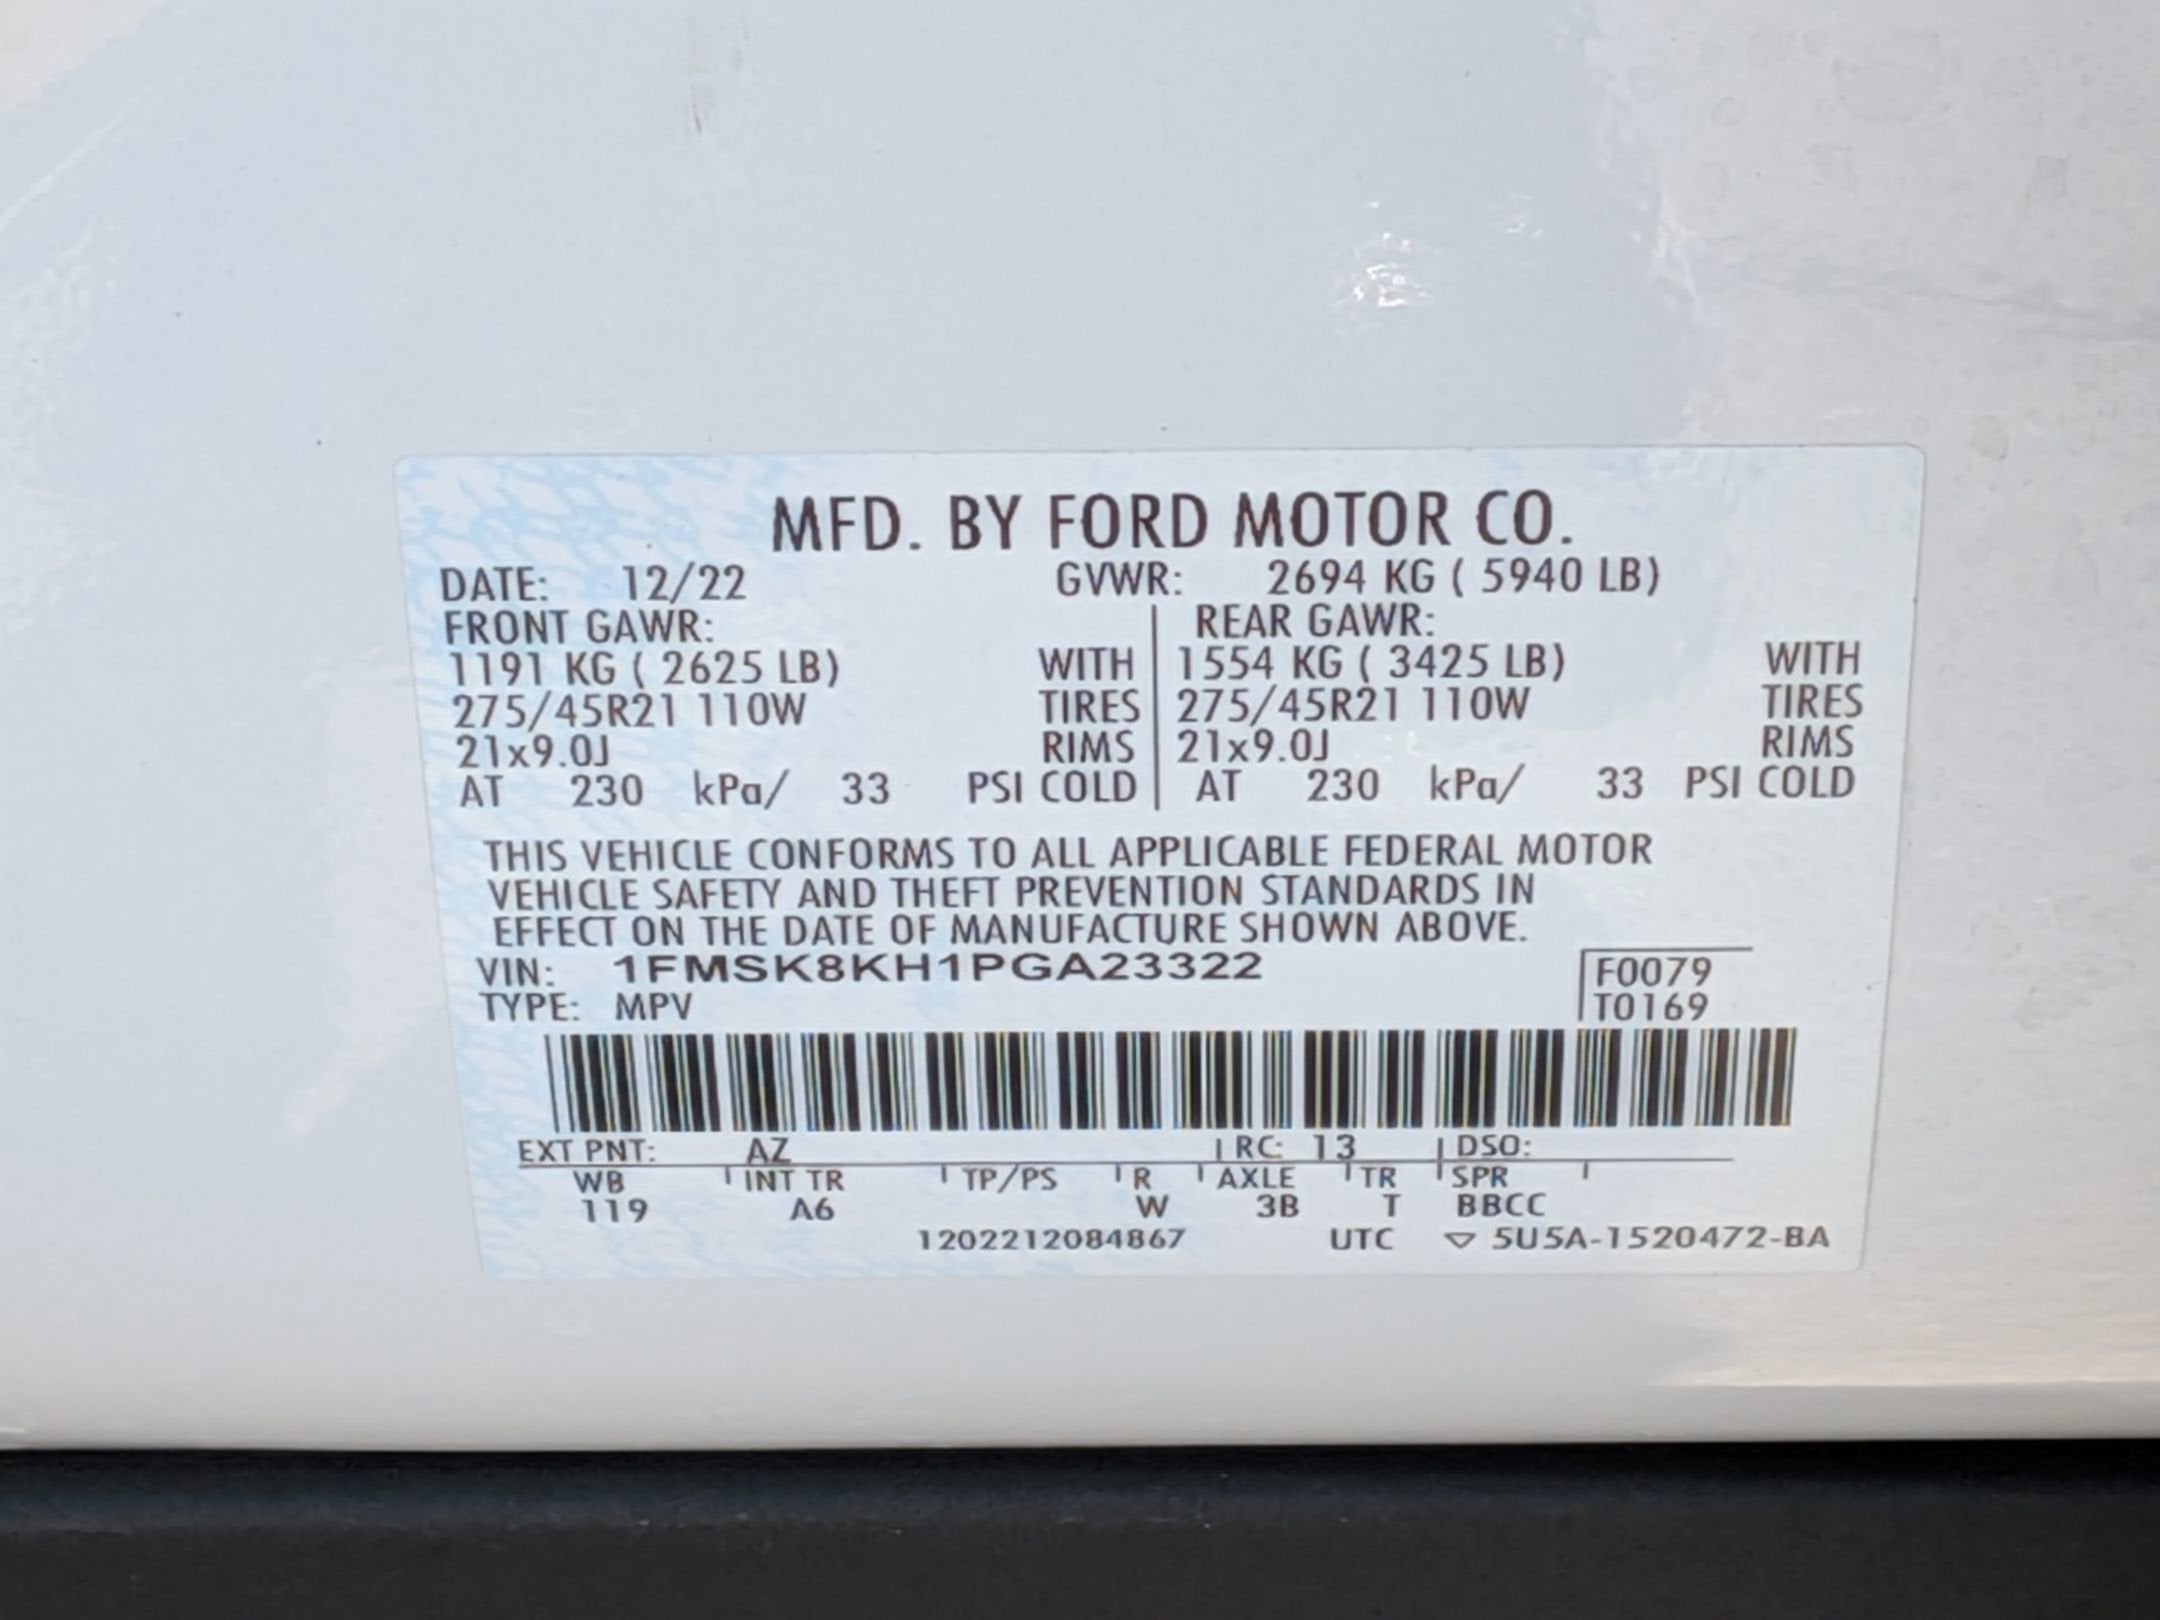 MFD. BY FORD MOTOR CO.
DATE: 12/22 GVWR: 2694 KG ( 5940 LB)
FRONT GAWR: REAR GAWR:
1191 KG ( 2625 LB) WITH 1554 KG ( 3425 LB) WITH
275/45R21 110W TIRES 275/45R21 110W TIRES
21x9.0J RIMS 21x9.0J RIMS
AT 230 kPa/ 33 PSI COLD AT 230 kPa/ 33 PSI COLD
THIS VEHICLE CONFORMS TO ALL APPLICABLE FEDERAL MOTOR
VEHICLE SAFETY AND THEFT PREVENTION STANDARDS IN
EFFECT ON THE DATE OF MANUFACTURE SHOWN ABOVE.
VIN: 1FMSK8KH1PGA23322 F0079
TYPE: MPV T0169
EXT PNT: AZ RC: 13 DSO:
WB INT TR TP/PS R AXLE TR SPR
119 A6 W 3B T BBCC
1202212084867 UTC ▽ 5U5A-1520472-BA